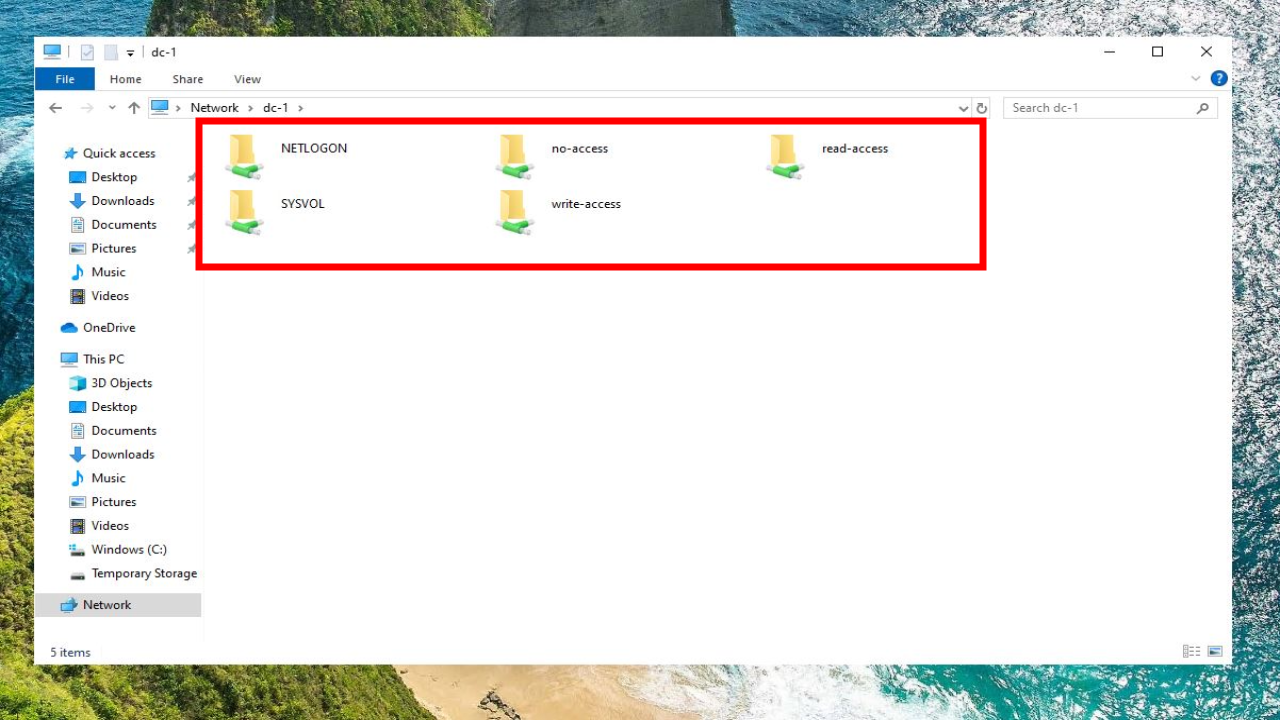 dc-1
File Home Share View
Network dc-1
Search dc-1
Quick access
Desktop
Downloads
Documents
Pictures
Music
Videos
OneDrive
This PC
3D Objects
Desktop
Documents
Downloads
Music
Pictures
Videos
Windows (C:)
Temporary Storage
Network
NETLOGON no-access read-access
SYSVOL write-access
5 items